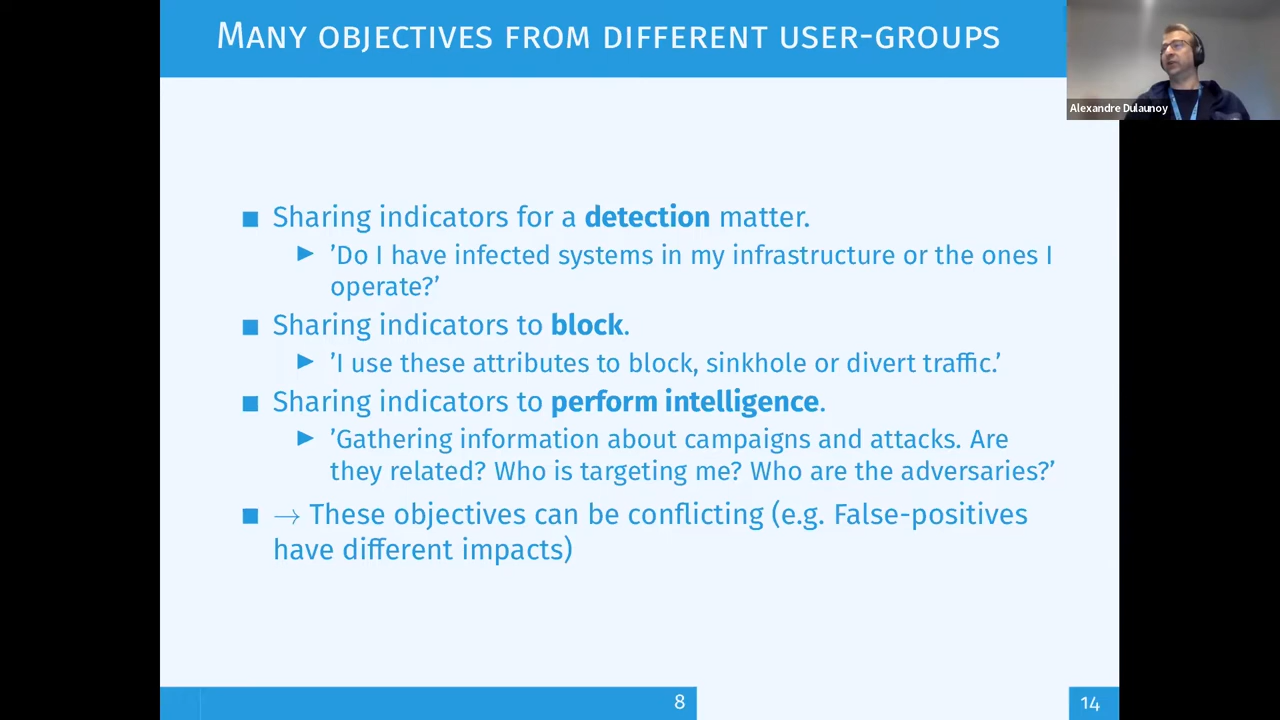 MANY OBJECTIVES FROM DIFFERENT USER-GROUPS
Alexandre Dulaunoy
■ Sharing indicators for a detection matter.
▶ ’Do I have infected systems in my infrastructure or the ones I
operate?’
■ Sharing indicators to block.
▶ ’I use these attributes to block, sinkhole or divert traffic.’
■ Sharing indicators to perform intelligence.
▶ ’Gathering information about campaigns and attacks. Are
they related? Who is targeting me? Who are the adversaries?’
■ → These objectives can be conflicting (e.g. False-positives
have different impacts)
8
14